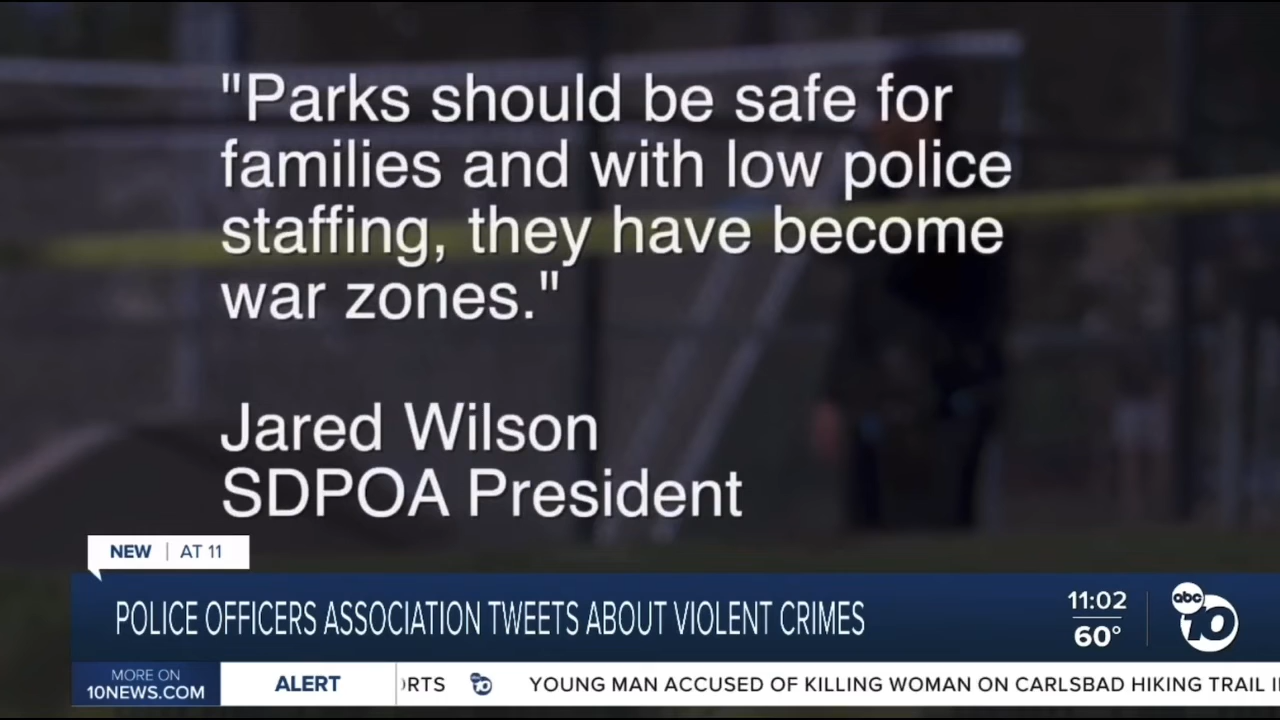 "Parks should be safe for
families and with low police
staffing, they have become
war zones."
Jared Wilson
SDPOA President
NEW | AT 11
POLICE OFFICERS ASSOCIATION TWEETS ABOUT VIOLENT CRIMES
11:02
60°
abc 10
MORE ON
10NEWS.COM
ALERT
YOUNG MAN ACCUSED OF KILLING WOMAN ON CARLSBAD HIKING TRAIL